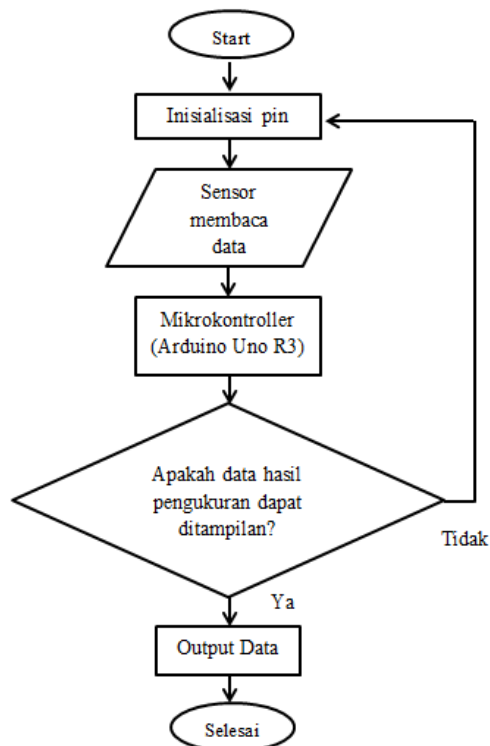 Start
Inisialisasi pin
Sensor
membaca
data
Mikrokontroller
(Arduino Uno R3)
Apakah data hasil
pengukuran dapat
ditampilan?
Tidak
Ya
Output Data
Selesai